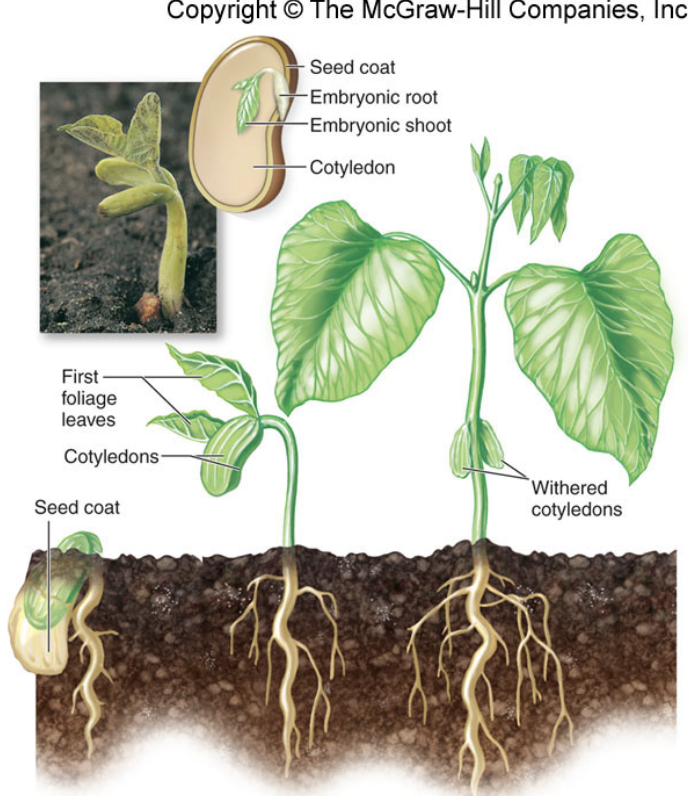 Copyright © The McGraw-Hill Companies, Inc
Seed coat
Embryonic root
Embryonic shoot
Cotyledon
First
foliage
leaves
Cotyledons
Withered
cotyledons
Seed coat